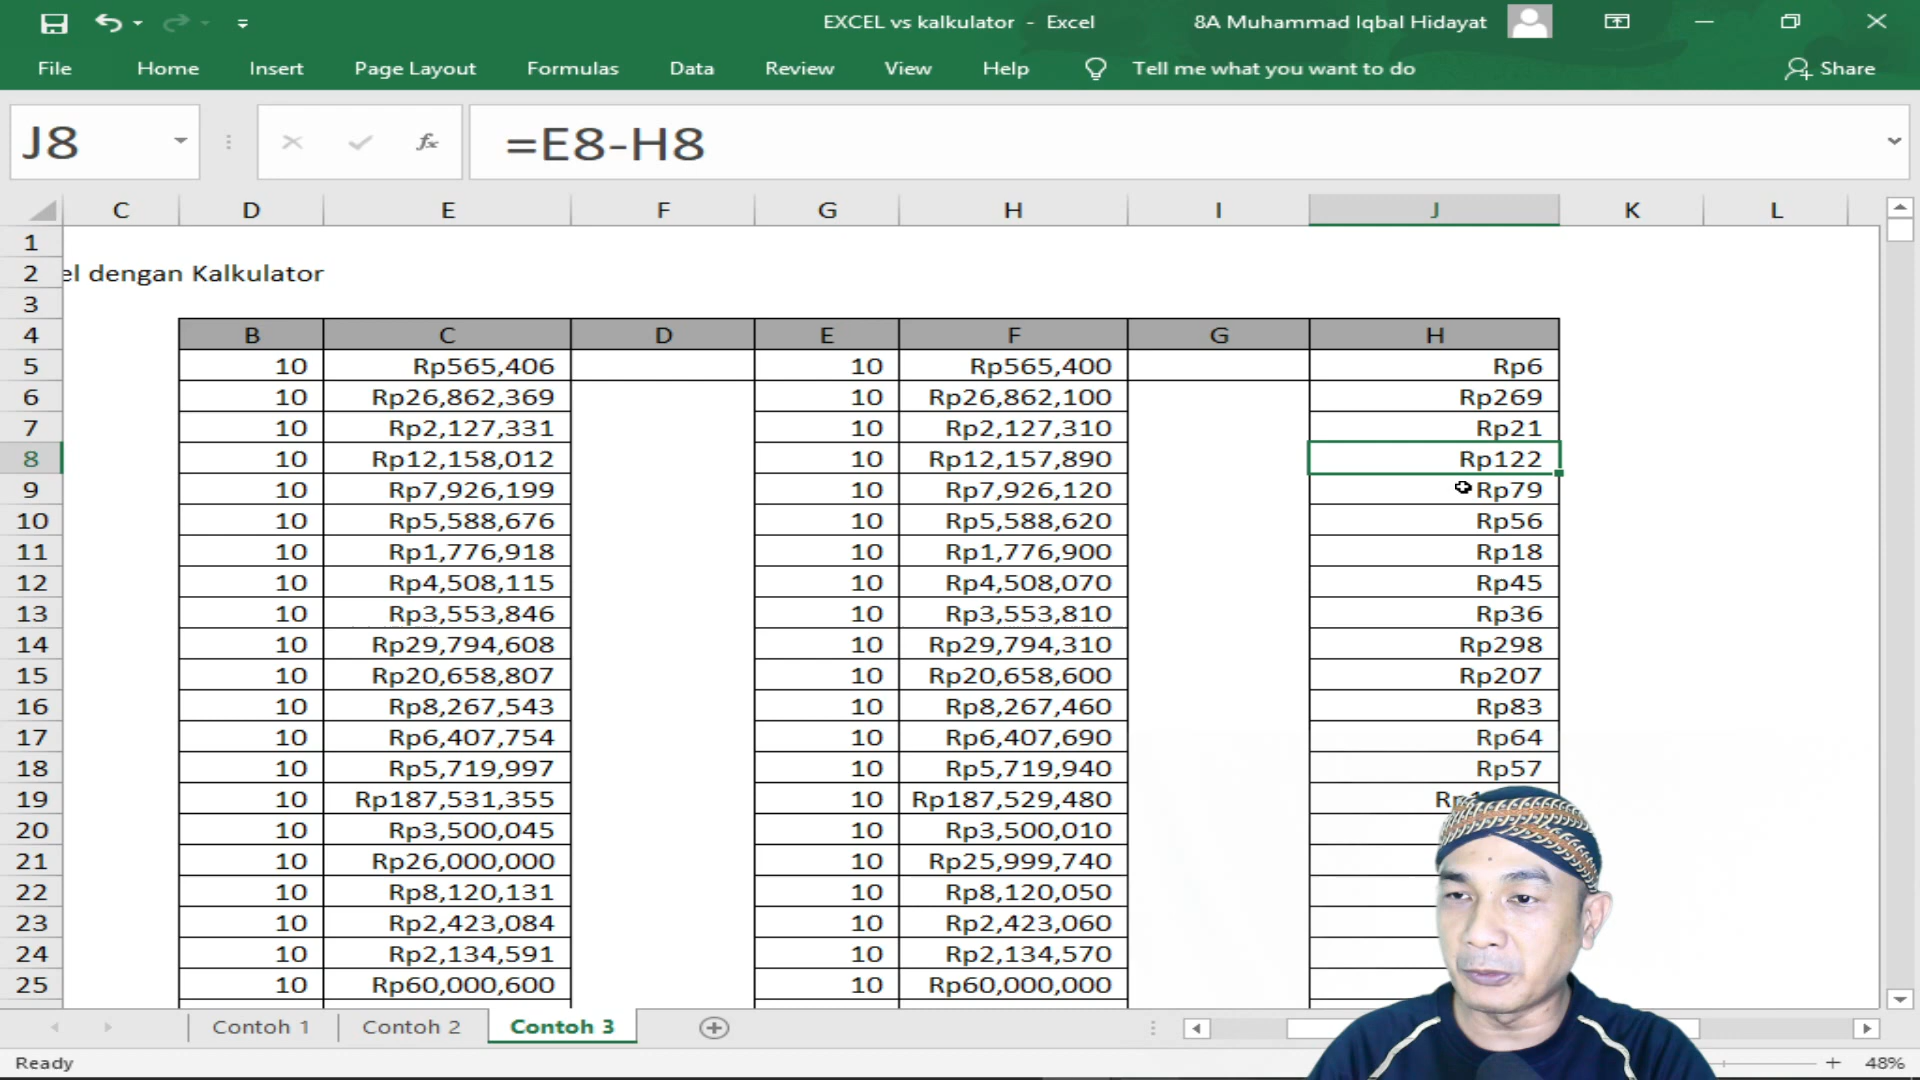 EXCEL vs kalkulator - Excel
8A Muhammad Iqbal Hidayat
File Home Insert Page Layout Formulas Data Review View Help Tell me what you want to do Share
J8 fx =E8-H8
C D E F G H I J K L
1
2 el dengan Kalkulator
3
4 B C D E F G H
5 10 Rp565,406 10 Rp565,400 Rp6
6 10 Rp26,862,369 10 Rp26,862,100 Rp269
7 10 Rp2,127,331 10 Rp2,127,310 Rp21
8 10 Rp12,158,012 10 Rp12,157,890 Rp122
9 10 Rp7,926,199 10 Rp7,926,120 Rp79
10 10 Rp5,588,676 10 Rp5,588,620 Rp56
11 10 Rp1,776,918 10 Rp1,776,900 Rp18
12 10 Rp4,508,115 10 Rp4,508,070 Rp45
13 10 Rp3,553,846 10 Rp3,553,810 Rp36
14 10 Rp29,794,608 10 Rp29,794,310 Rp298
15 10 Rp20,658,807 10 Rp20,658,600 Rp207
16 10 Rp8,267,543 10 Rp8,267,460 Rp83
17 10 Rp6,407,754 10 Rp6,407,690 Rp64
18 10 Rp5,719,997 10 Rp5,719,940 Rp57
19 10 Rp187,531,355 10 Rp187,529,480
20 10 Rp3,500,045 10 Rp3,500,010
21 10 Rp26,000,000 10 Rp25,999,740
22 10 Rp8,120,131 10 Rp8,120,050
23 10 Rp2,423,084 10 Rp2,423,060
24 10 Rp2,134,591 10 Rp2,134,570
25 10 Rp60,000,600 10 Rp60,000,000
Contoh 1 Contoh 2 Contoh 3
Ready 48%